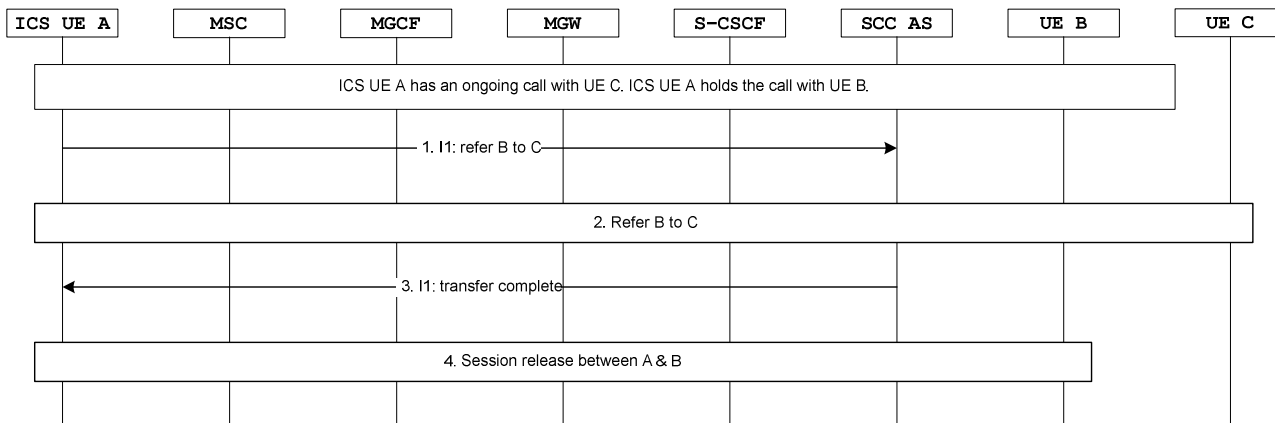 ICS UE A
MSC
MGCF
MGW
S-CSCF
SCC AS
UE B
UE C
ICS UE A has an ongoing call with UE C. ICS UE A holds the call with UE B.
1. I1: refer B to C
2. Refer B to C
3. I1: transfer complete
4. Session release between A & B